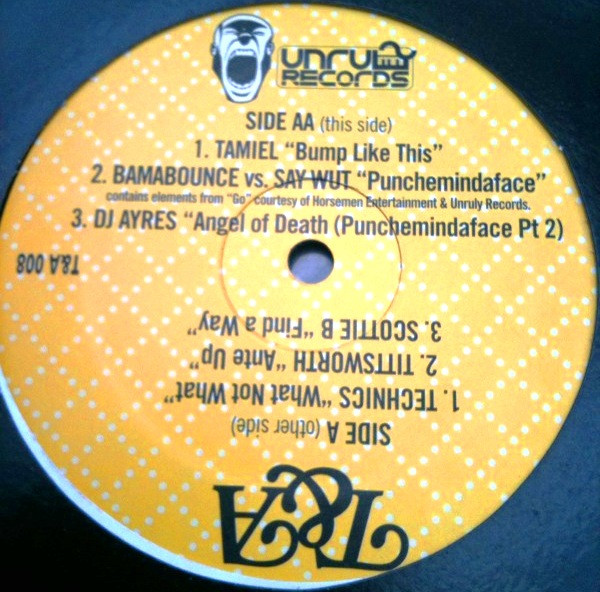 UNRULY
RECORDS
SIDE AA (this side)
1. TAMIEL “Bump Like This”
2. BAMABOUNCE vs. SAY WUT “Punchemindaface”
contains elements from “Go” courtesy of Horsemen Entertainment & Unruly Records.
3. DJ AYRES “Angel of Death (Punchemindaface Pt 2)
T&A 008
T&A
SIDE A (other side)
1. TECHNICS “What Not What”
2. TITTSWORTH “Ante Up”
3. SCOTTIE B “Find a Way”